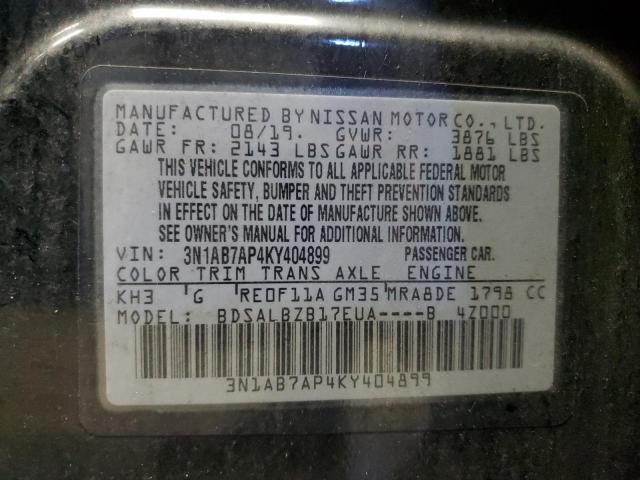 MANUFACTURED BY NISSAN MOTOR CO., LTD.
DATE: 08/19. GVWR: 3876 LBS
GAWR FR: 2143 LBS GAWR RR: 1881 LBS
THIS VEHICLE CONFORMS TO ALL APPLICABLE FEDERAL MOTOR
VEHICLE SAFETY, BUMPER AND THEFT PREVENTION STANDARDS
IN EFFECT ON THE DATE OF MANUFACTURE SHOWN ABOVE.
SEE OWNER'S MANUAL FOR ADDITIONAL INFORMATION.
VIN: 3N1AB7AP4KY404899 PASSENGER CAR.
COLOR TRIM TRANS AXLE ENGINE
KH3 G RE0F11A GM35 MRA8DE 1798 CC
MODEL: BDSALBZB17EUA----B 4Z000
3N1AB7AP4KY404899